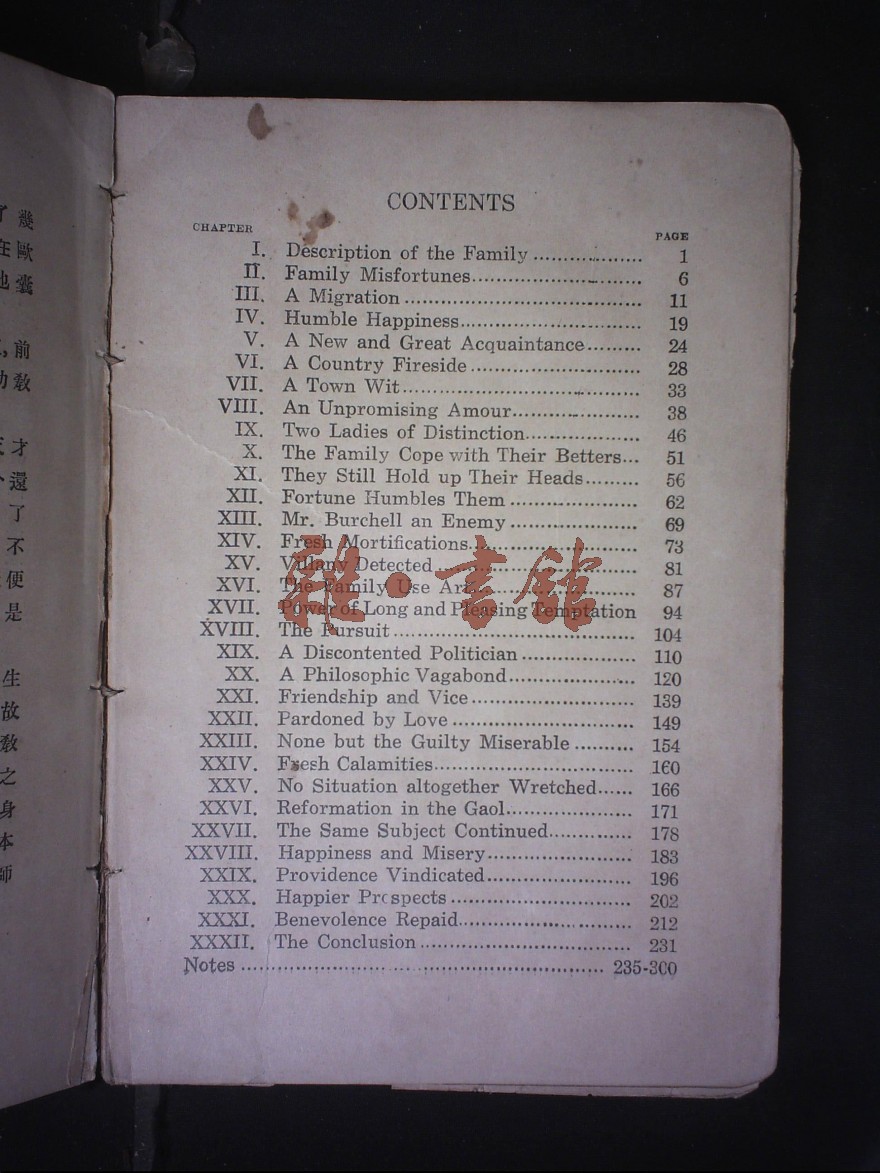 CONTENTS
CHAPTER PAGE
I. Description of the Family .................. 1
II. Family Misfortunes............................ 6
III. A Migration ....................................... 11
IV. Humble Happiness.............................. 19
V. A New and Great Acquaintance......... 24
VI. A Country Fireside ............................ 28
VII. A Town Wit....................................... 33
VIII. An Unpromising Amour..................... 38
IX. Two Ladies of Distinction................... 46
X. The Family Cope with Their Betters... 51
XI. They Still Hold up Their Heads......... 56
XII. Fortune Humbles Them ..................... 62
XIII. Mr. Burchell an Enemy ..................... 69
XIV. Fresh Mortifications........................... 73
XV. Villany Detected ................................ 81
XVI. The Family Use Art........................... 87
XVII. Power of Long and Pleasing Temptation 94
XVIII. The Pursuit ........................................ 104
XIX. A Discontented Politician ................... 110
XX. A Philosophic Vagabond..................... 120
XXI. Friendship and Vice ........................... 139
XXII. Pardoned by Love .............................. 149
XXIII. None but the Guilty Miserable .......... 154
XXIV. Fresh Calamities................................. 160
XXV. No Situation altogether Wretched...... 166
XXVI. Reformation in the Gaol..................... 171
XXVII. The Same Subject Continued.............. 178
XXVIII. Happiness and Misery........................ 183
XXIX. Providence Vindicated........................ 196
XXX. Happier Prospects .............................. 202
XXXI. Benevolence Repaid............................ 212
XXXII. The Conclusion ................................... 231
Notes ............................................................. 235-300
雜·書館
幾
歐
囊
前
教
才
還
了
不
便
是
生
故
教
之
身
本
師